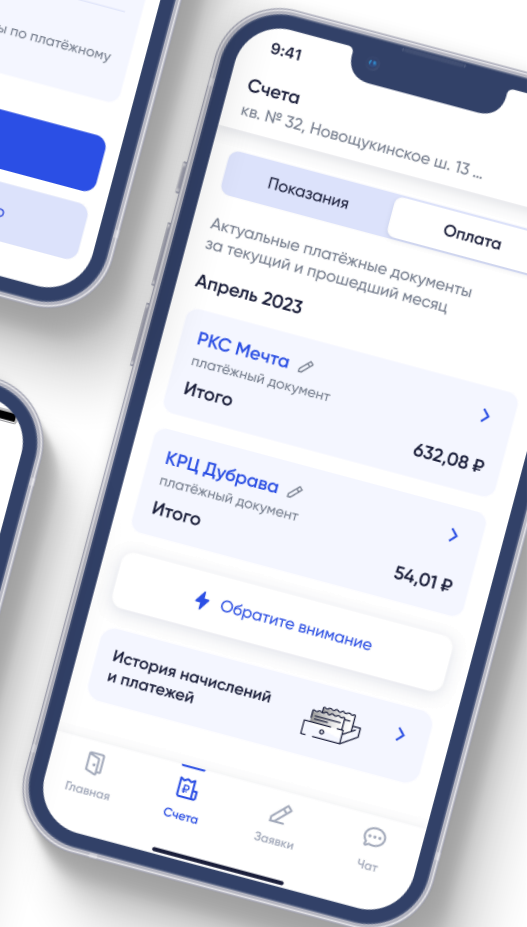 ы по платёжному
9:41
Счета
кв. № 32, Новощукинское ш. 13 ...
Показания
Оплата
Актуальные платёжные документы
за текущий и прошедший месяц
Апрель 2023
РКС Мечта
платёжный документ
Итого
632,08 ₽
КРЦ Дубрава
платёжный документ
Итого
54,01 ₽
Обратите внимание
История начислений
и платежей
Главная
Счета
Заявки
Чат